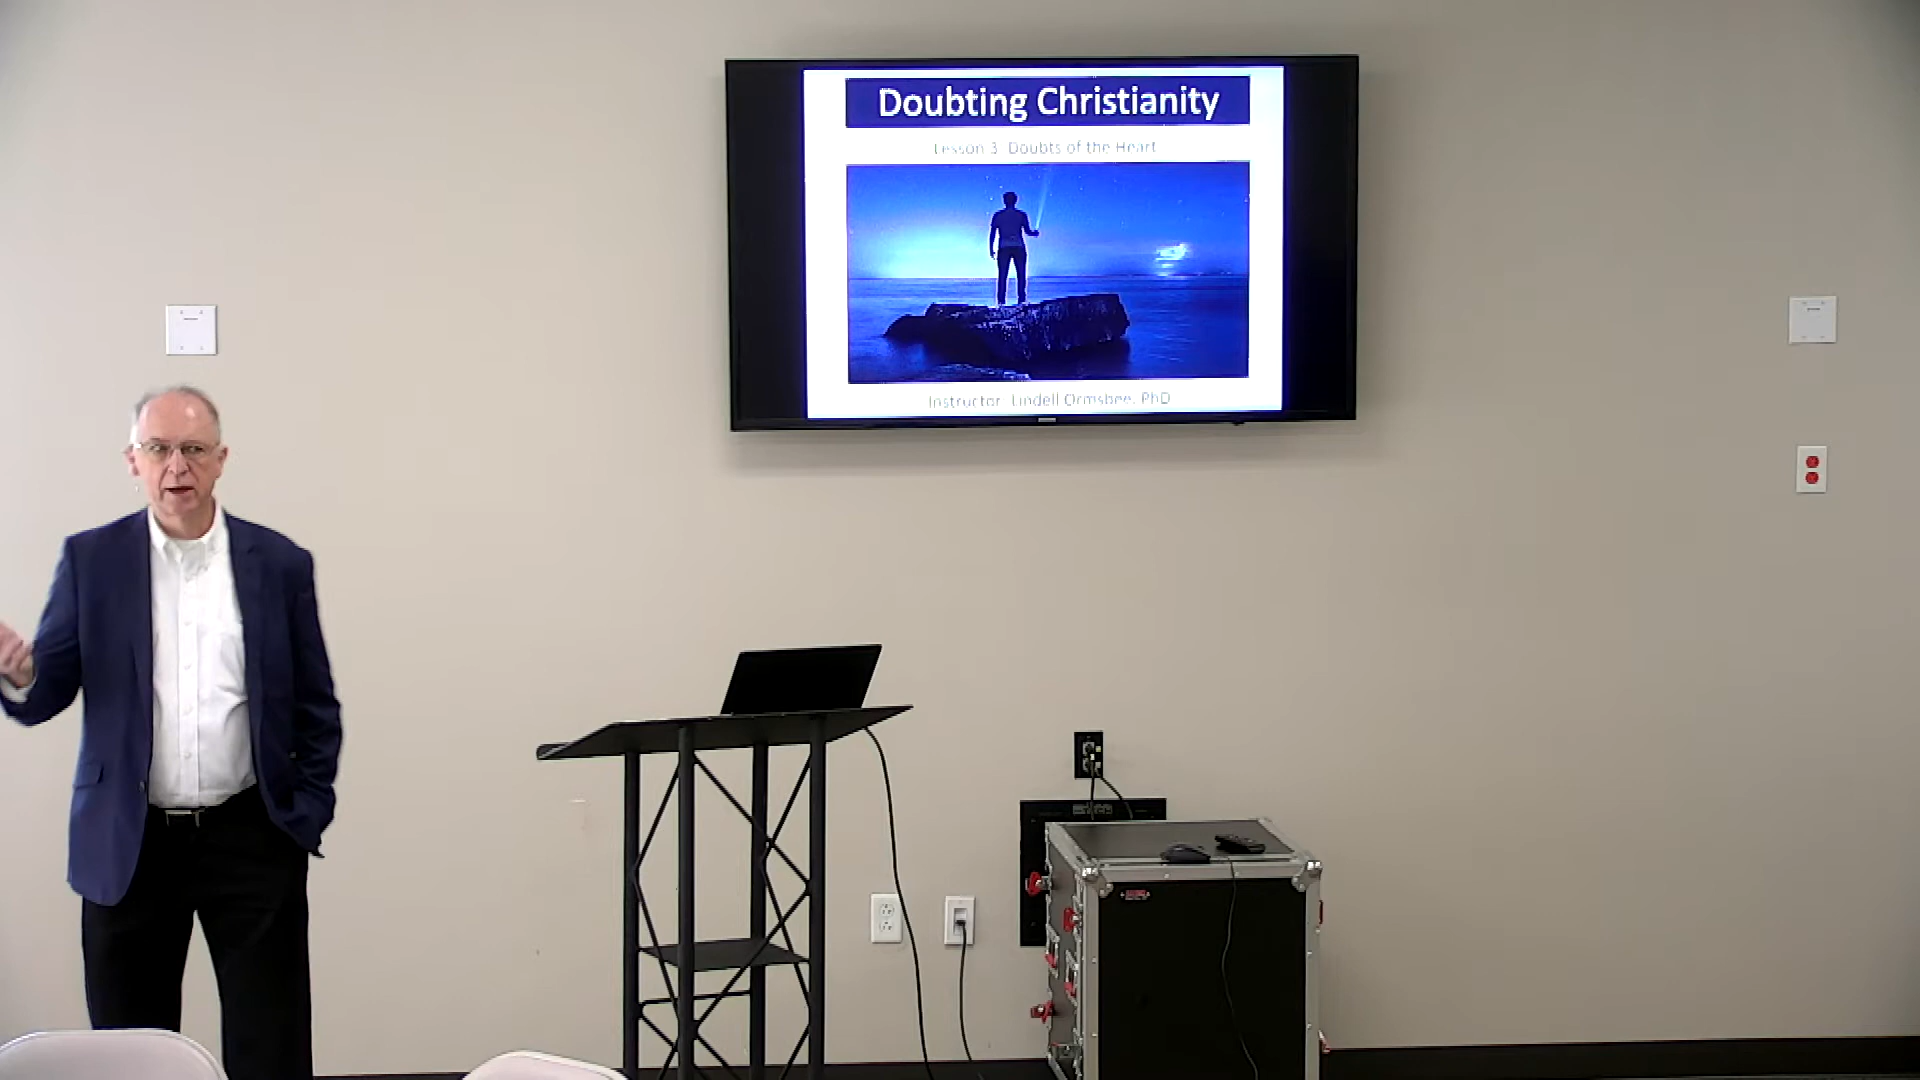 Doubting Christianity
Lesson 3: Doubts of the Heart
Instructor: Lindell Ormsbee, PhD